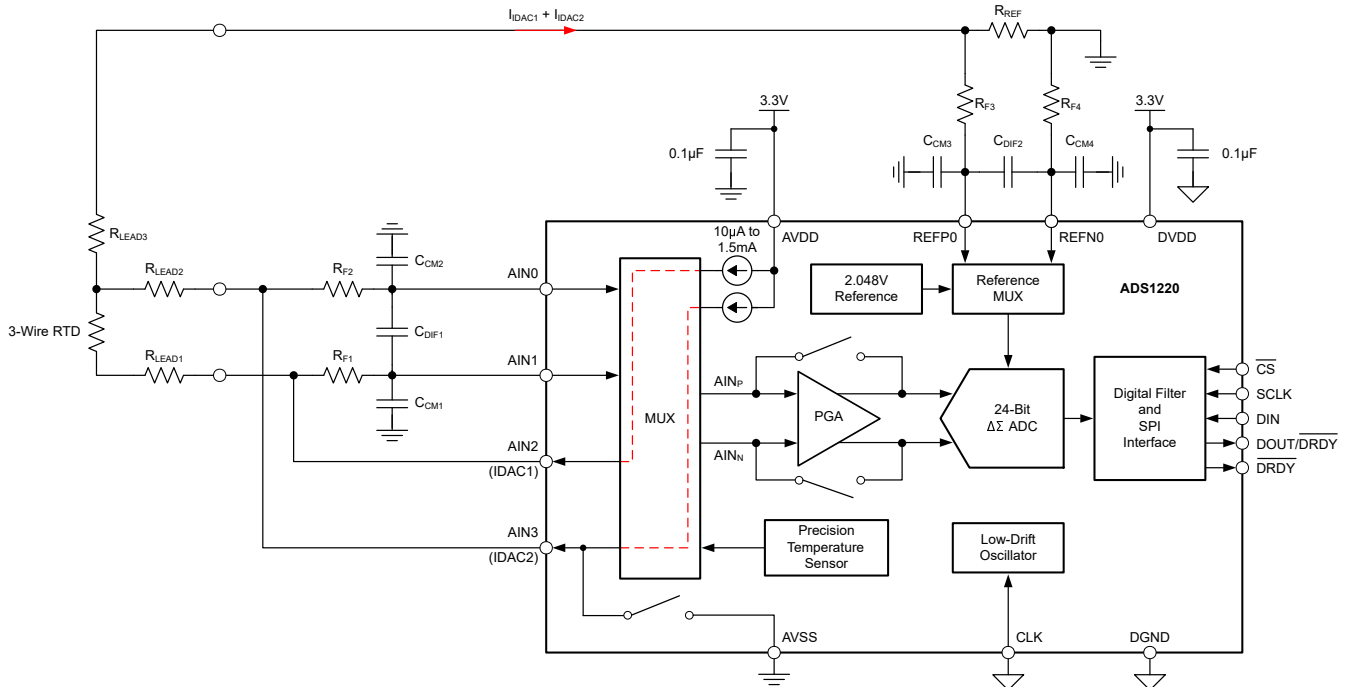 IIDAC1 + IIDAC2
RREF
3.3V
RF3
RF4
3.3V
0.1µF
CCM3
CDIF2
CCM4
0.1µF
RLEAD3
AVDD
REFP0
REFN0
DVDD
10µA to
1.5mA
CCM2
RLEAD2
RF2
AIN0
2.048V
Reference
Reference
MUX
ADS1220
3-Wire RTD
CDIF1
RLEAD1
RF1
AIN1
CCM1
MUX
AINP
AINN
PGA
24-Bit
ΔΣ ADC
Digital Filter
and
SPI
Interface
CS
SCLK
DIN
DOUT/DRDY
DRDY
AIN2
(IDAC1)
AIN3
(IDAC2)
Precision
Temperature
Sensor
Low-Drift
Oscillator
AVSS
CLK
DGND